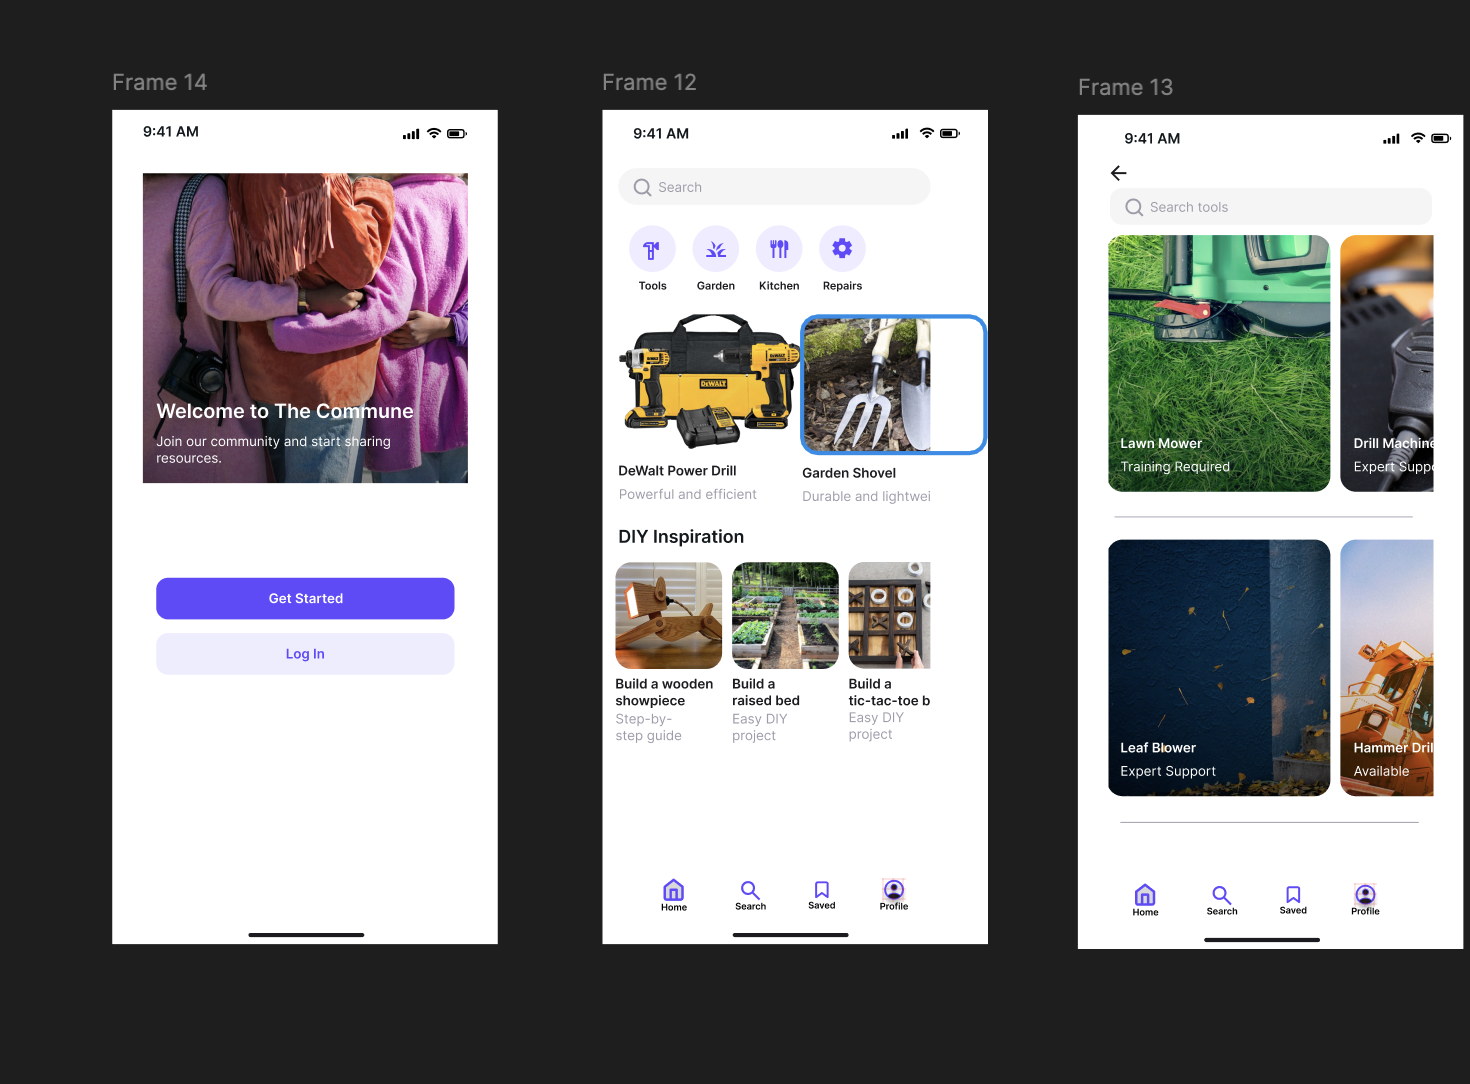 Frame 14
9:41 AM
Welcome to The Commune
Join our community and start sharing
resources.
Get Started
Log In
Frame 12
9:41 AM
Search
Tools
Garden
Kitchen
Repairs
DEWALT
DeWalt Power Drill
Powerful and efficient
Garden Shovel
Durable and lightwei
DIY Inspiration
Build a wooden
showpiece
Step-by-
step guide
Build a
raised bed
Easy DIY
project
Build a
tic-tac-toe b
Easy DIY
project
Home
Search
Saved
Profile
Frame 13
9:41 AM
Search tools
Lawn Mower
Training Required
Drill Machine
Expert Suppo
Leaf Blower
Expert Support
Hammer Dril
Available
Home
Search
Saved
Profile